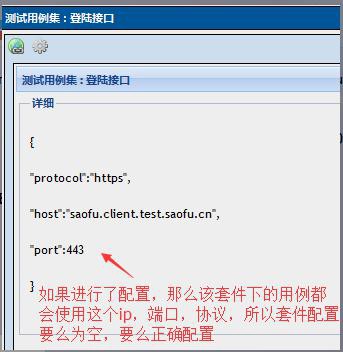 测试用例集：登陆接口
测试用例集：登陆接口
详细
{
"protocol":"https",
"host":"saofu.client.test.saofu.cn",
"port":443
}
如果进行了配置，那么该套件下的用例都
会使用这个ip，端口，协议，所以套件配置
要么为空，要么正确配置